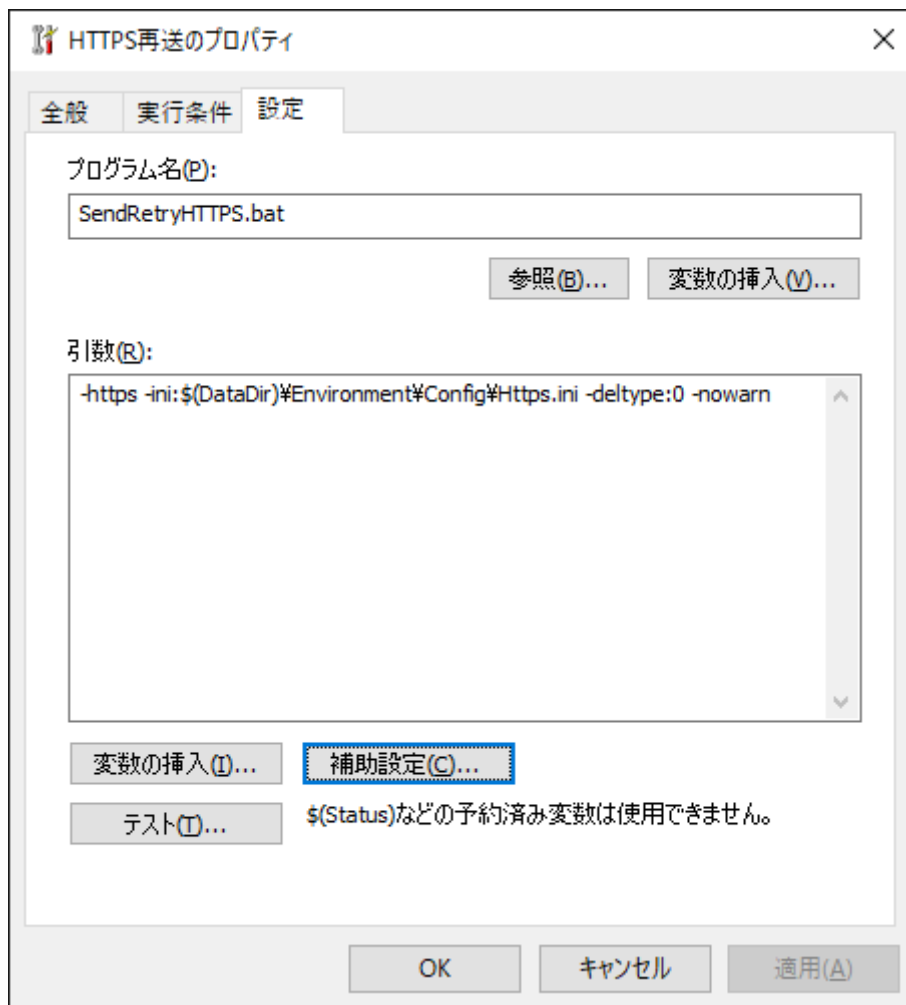 HTTPS再送のプロパティ
全般 実行条件 設定
プログラム名(P):
SendRetryHTTPS.bat
参照(B)... 変数の挿入(V)...
引数(R):
-https -ini:$(DataDir)¥Environment¥Config¥Https.ini -deltype:0 -nowarn
変数の挿入(I)... 補助設定(C)...
テスト(T)... $(Status)などの予約済み変数は使用できません。
OK キャンセル 適用(A)